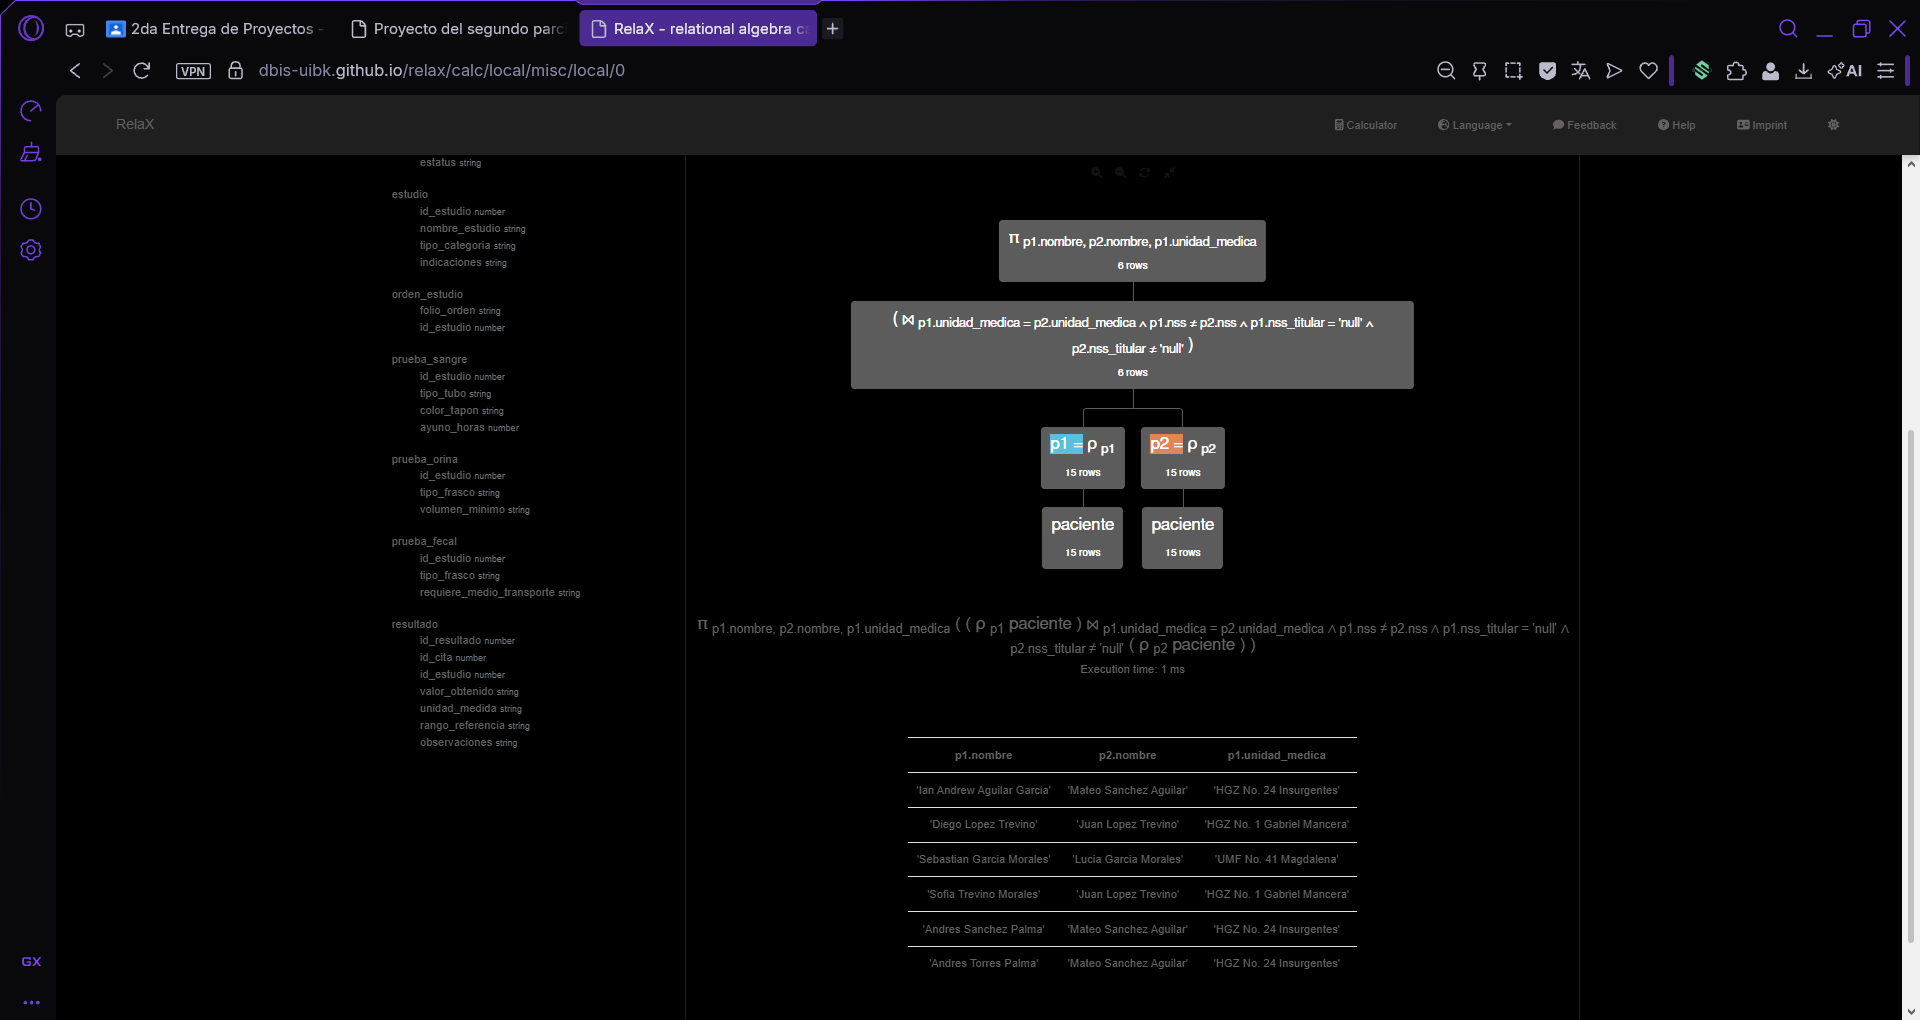 2da Entrega de Proyectos -
Proyecto del segundo parc
RelaX - relational algebra c
VPN
dbis-uibk.github.io/relax/calc/local/misc/local/0
AI
RelaX
Calculator
Language
Feedback
Help
Imprint
estatus string
estudio
id_estudio number
nombre_estudio string
tipo_categoria string
indicaciones string
orden_estudio
folio_orden string
id_estudio number
prueba_sangre
id_estudio number
tipo_tubo string
color_tapon string
ayuno_horas number
prueba_orina
id_estudio number
tipo_frasco string
volumen_minimo string
prueba_fecal
id_estudio number
tipo_frasco string
requiere_medio_transporte string
resultado
id_resultado number
id_cita number
id_estudio number
valor_obtenido string
unidad_medida string
rango_referencia string
observaciones string
π p1.nombre, p2.nombre, p1.unidad_medica
6 rows
( ⋈ p1.unidad_medica = p2.unidad_medica ∧ p1.nss ≠ p2.nss ∧ p1.nss_titular = 'null' ∧
p2.nss_titular ≠ 'null' )
6 rows
p1 = ρ p1
15 rows
p2 = ρ p2
15 rows
paciente
15 rows
paciente
15 rows
π p1.nombre, p2.nombre, p1.unidad_medica ( ( ρ p1 paciente ) ⋈ p1.unidad_medica = p2.unidad_medica ∧ p1.nss ≠ p2.nss ∧ p1.nss_titular = 'null' ∧
p2.nss_titular ≠ 'null' ( ρ p2 paciente ) )
Execution time: 1 ms
p1.nombre p2.nombre p1.unidad_medica
'Ian Andrew Aguilar Garcia' 'Mateo Sanchez Aguilar' 'HGZ No. 24 Insurgentes'
'Diego Lopez Trevino' 'Juan Lopez Trevino' 'HGZ No. 1 Gabriel Mancera'
'Sebastian Garcia Morales' 'Lucia Garcia Morales' 'UMF No. 41 Magdalena'
'Sofia Trevino Morales' 'Juan Lopez Trevino' 'HGZ No. 1 Gabriel Mancera'
'Andres Sanchez Palma' 'Mateo Sanchez Aguilar' 'HGZ No. 24 Insurgentes'
'Andres Torres Palma' 'Mateo Sanchez Aguilar' 'HGZ No. 24 Insurgentes'
GX